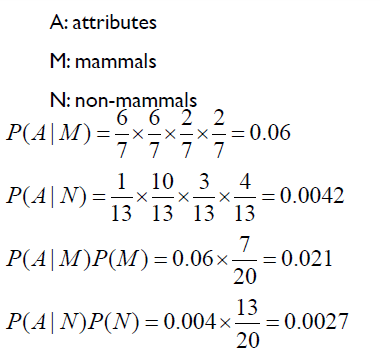 A: attributes
M: mammals
N: non-mammals
P(A|M) = 6/7 × 6/7 × 2/7 × 2/7 = 0.06
P(A|N) = 1/13 × 10/13 × 3/13 × 4/13 = 0.0042
P(A|M)P(M) = 0.06 × 7/20 = 0.021
P(A|N)P(N) = 0.004 × 13/20 = 0.0027